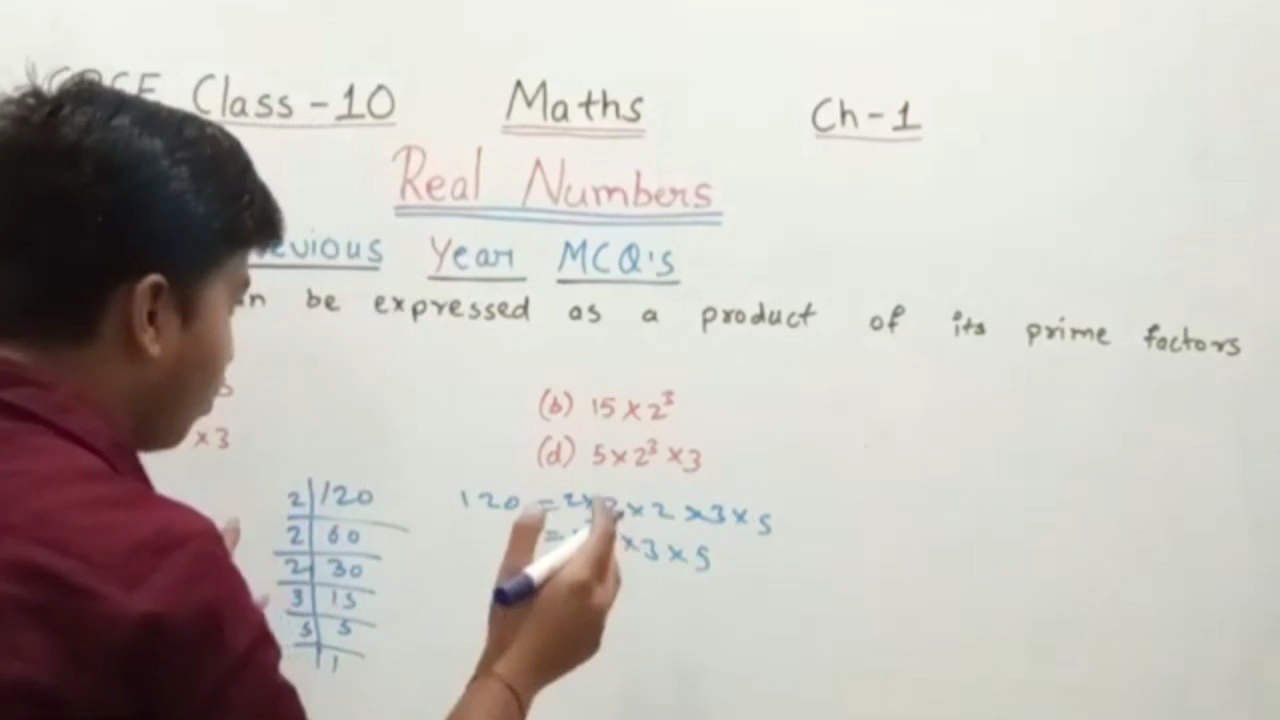 CBSE Class-10 Maths Ch-1
Real Numbers
Year MCQ's
be expressed as a product of its prime factors
(b) 15×2³
×3 (d) 5×2³×3
2 120
2 60
2 30
3 15
5 5
1
120 = 2×2×2×3×5
×3×5